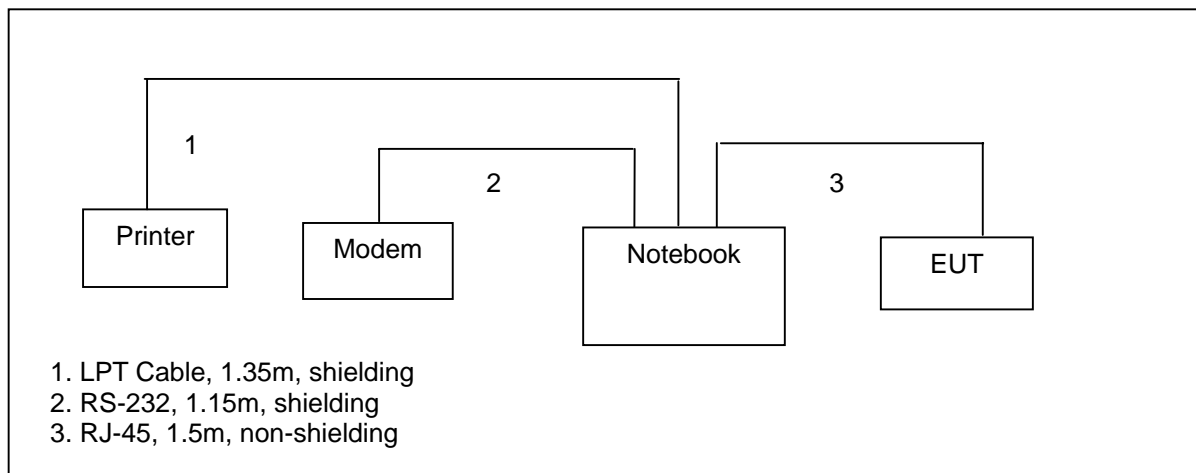 1
2
3
Printer
Modem
Notebook
EUT
1. LPT Cable, 1.35m, shielding
2. RS-232, 1.15m, shielding
3. RJ-45, 1.5m, non-shielding